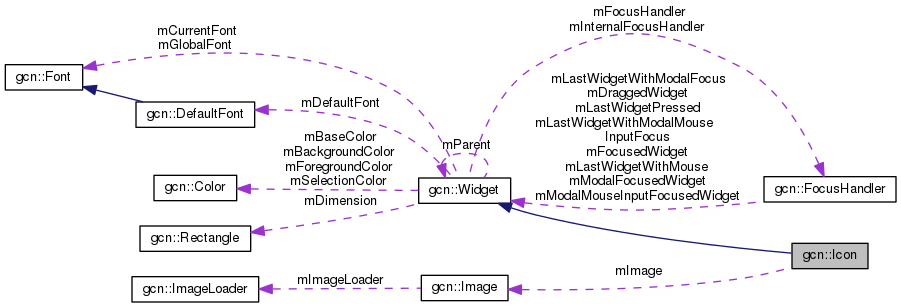 mFocusHandler
mInternalFocusHandler
mCurrentFont
mGlobalFont
gcn::Font
mLastWidgetWithModalFocus
mDraggedWidget
mLastWidgetPressed
mLastWidgetWithModalMouse
InputFocus
mFocusedWidget
mLastWidgetWithMouse
mModalFocusedWidget
mModalMouseInputFocusedWidget
mDefaultFont
gcn::DefaultFont
mBaseColor
mBackgroundColor
mForegroundColor
mSelectionColor
mParent
gcn::Color
gcn::Widget
gcn::FocusHandler
mDimension
gcn::Rectangle
gcn::Icon
mImage
mImageLoader
gcn::ImageLoader
gcn::Image